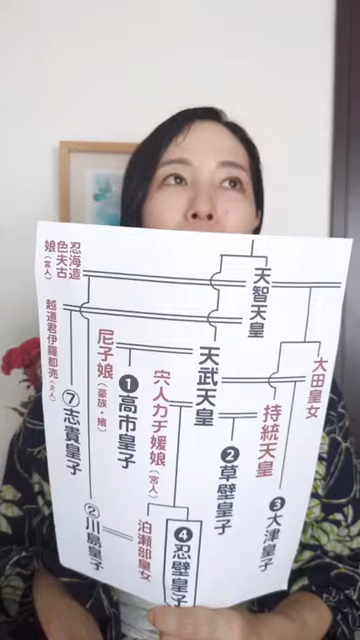 天智天皇
忍海造
色夫古
娘（宮人）
越道君伊羅都売（夫人）
大田皇女
天武天皇
尼子娘（豪族・嬪）
❶高市皇子
宍人カヂ媛娘（宮人）
持統天皇
❷草壁皇子
❸大津皇子
⑦志貴皇子
②川島皇子
泊瀬部皇女
❹忍壁皇子